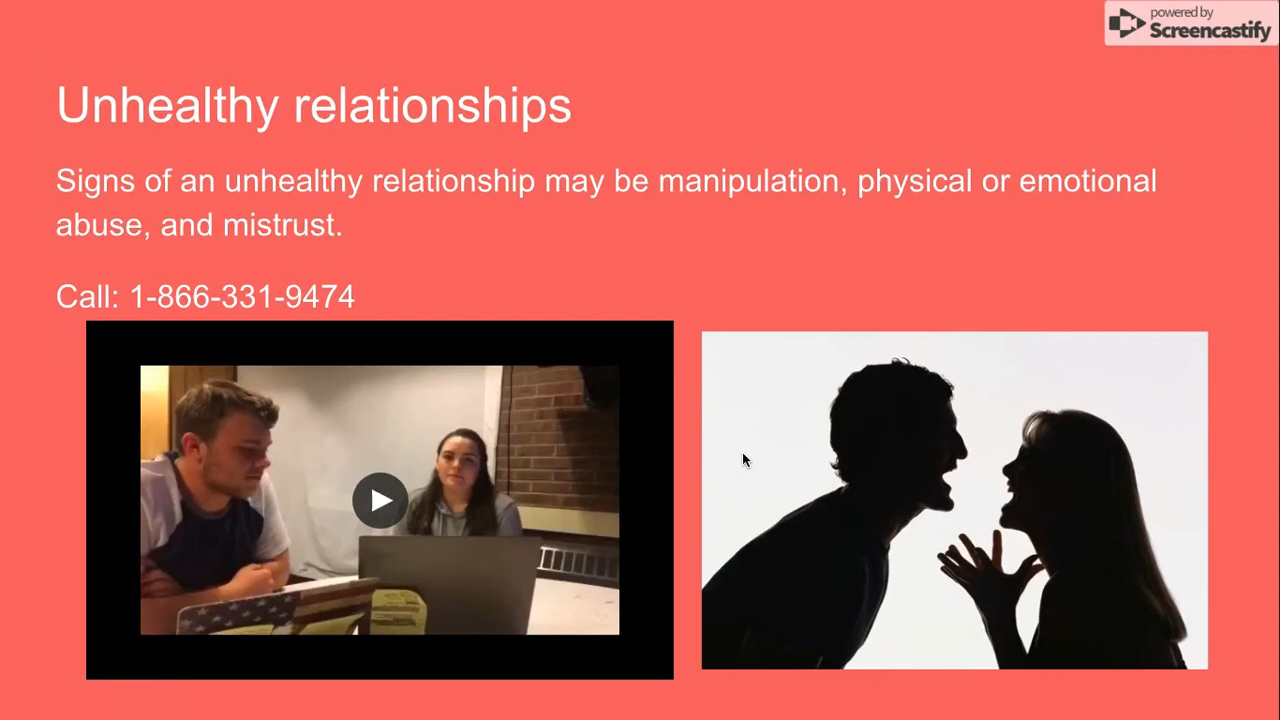 powered by
Screencastify
Unhealthy relationships
Signs of an unhealthy relationship may be manipulation, physical or emotional
abuse, and mistrust.
Call: 1-866-331-9474